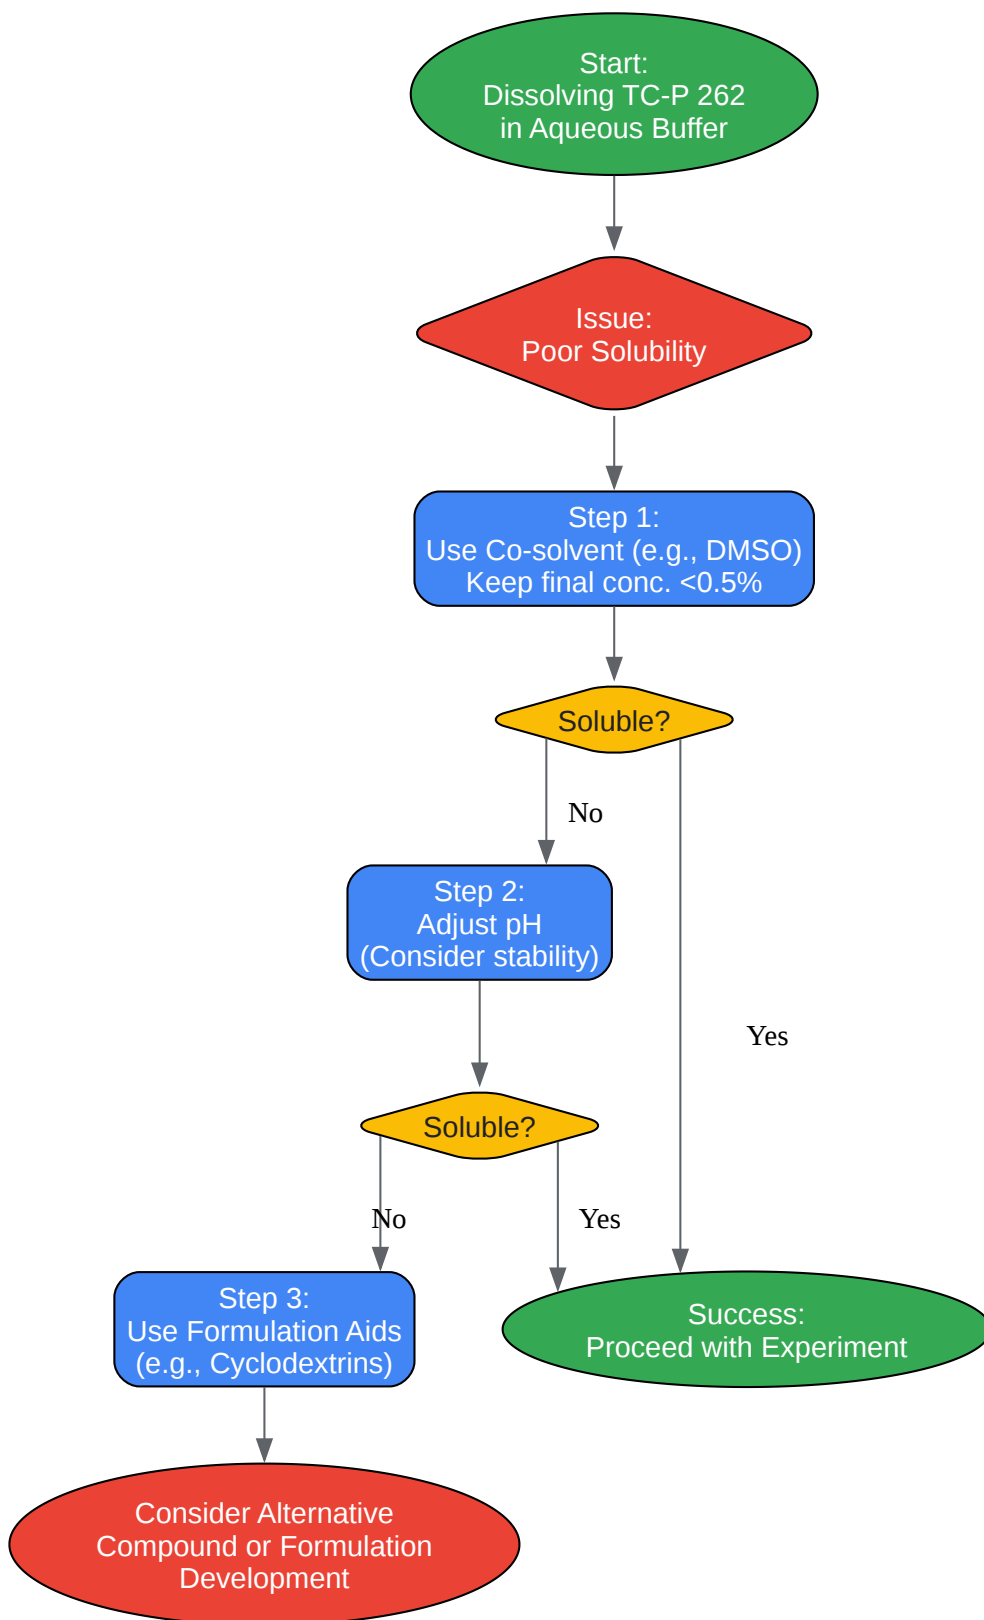 Start:
Dissolving TC-P 262
in Aqueous Buffer
Issue:
Poor Solubility
Step 1:
Use Co-solvent (e.g., DMSO)
Keep final conc. <0.5%
Soluble?
No
Step 2:
Adjust pH
(Consider stability)
Yes
Soluble?
No
Yes
Step 3:
Use Formulation Aids
(e.g., Cyclodextrins)
Success:
Proceed with Experiment
Consider Alternative
Compound or Formulation
Development